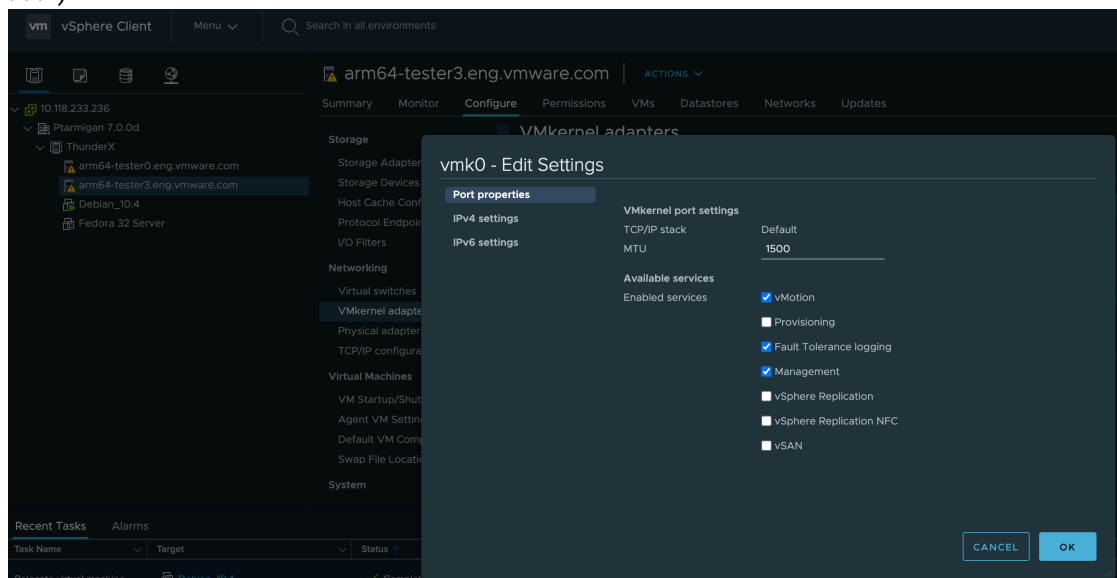 vm vSphere Client Menu Search in all environments
arm64-tester3.eng.vmware.com ACTIONS
Summary Monitor Configure Permissions VMs Datastores Networks Updates
10.118.233.236
Ptarmigan 7.0.0d
ThunderX
arm64-tester0.eng.vmware.com
arm64-tester3.eng.vmware.com
Debian_10.4
Fedora 32 Server
Storage
Storage Adapter
Storage Devices
Host Cache Conf
Protocol Endpoin
I/O Filters
Networking
Virtual switches
VMkernel adapte
Physical adapter
TCP/IP configura
Virtual Machines
VM Startup/Shut
Agent VM Settin
Default VM Comp
Swap File Locatio
System
VMkernel adapters
vmk0 - Edit Settings
Port properties
IPv4 settings
IPv6 settings
VMkernel port settings
TCP/IP stack Default
MTU 1500
Available services
Enabled services vMotion
Provisioning
Fault Tolerance logging
Management
vSphere Replication
vSphere Replication NFC
vSAN
CANCEL OK
Recent Tasks Alarms
Task Name Target Status